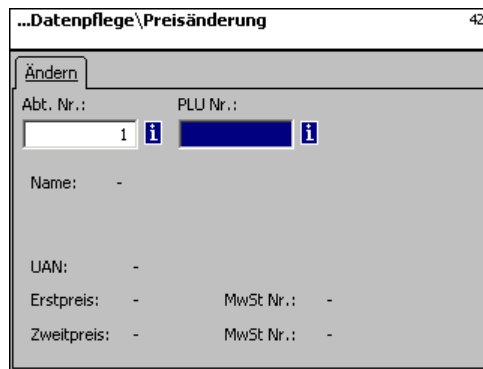 ...Datenpflege\Preisänderung 42
Ändern
Abt. Nr.: PLU Nr.:
1 i i
Name: -
UAN: -
Erstpreis: - MwSt Nr.: -
Zweitpreis: - MwSt Nr.: -